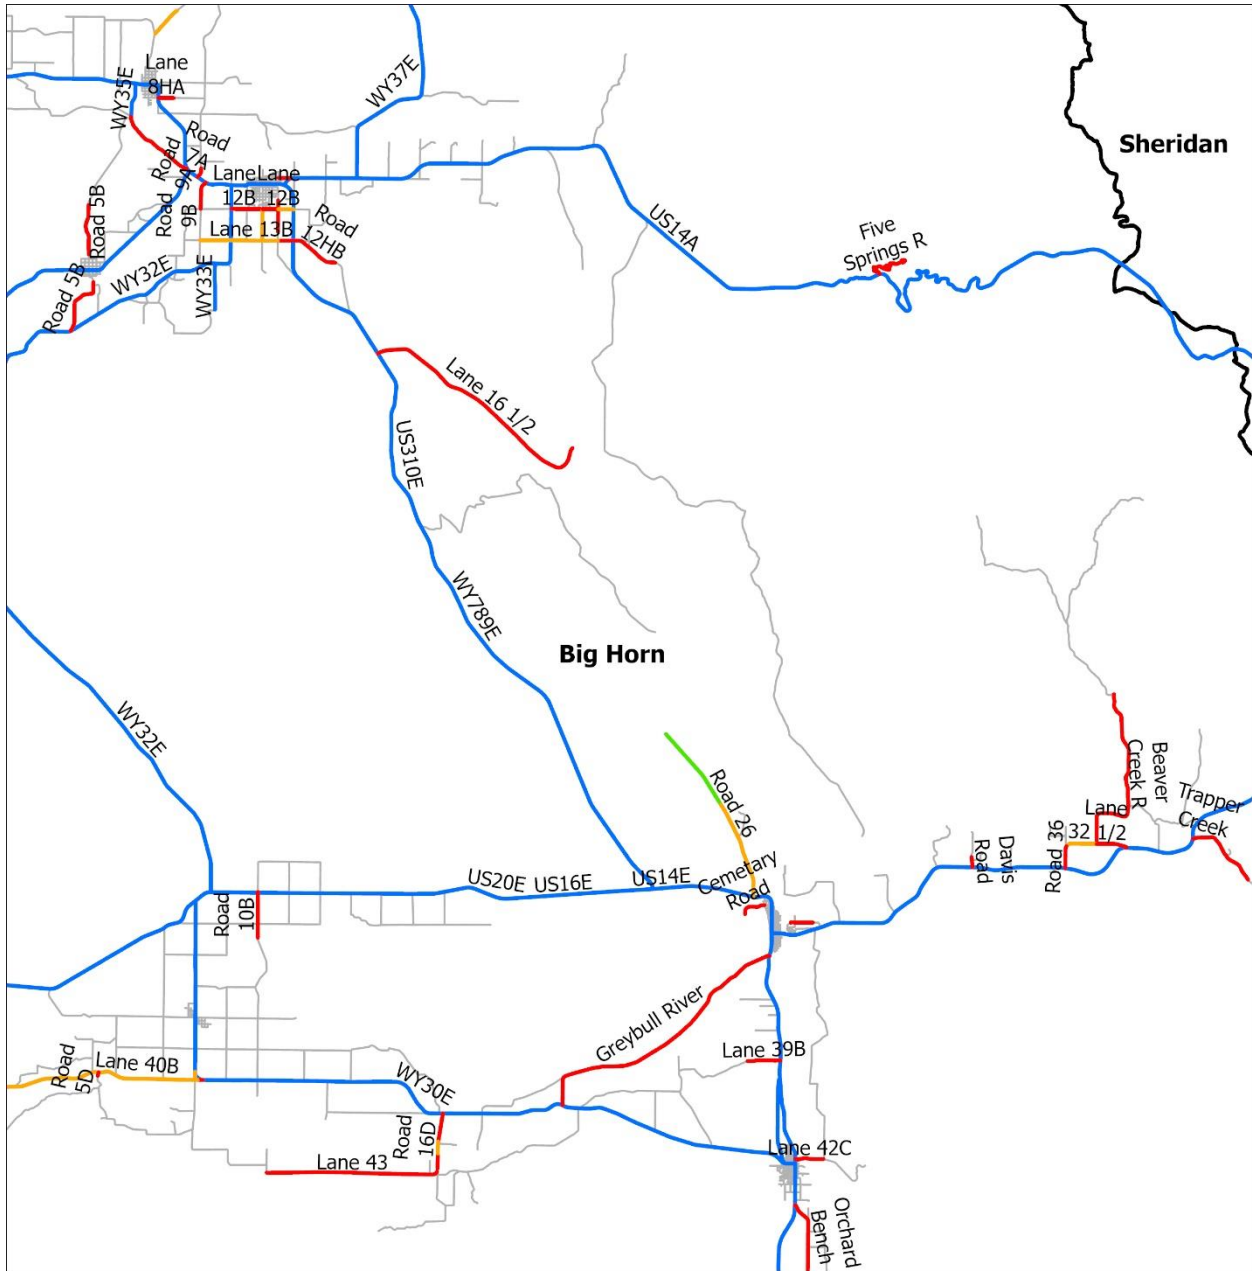 Lane
8HA
WY35E
WY37E
Sheridan
Road
7A
Road
9A
Lane
12B
Lane
12B
Road 5B
Road
9B
Lane 13B
Road
12HB
US14A
Five
Springs R
Road 5B
WY32E
WY33E
Lane 16 1/2
US310E
WY789E
Big Horn
WY32E
Road 26
Beaver
Creek R
Trapper
Creek
Lane
32 1/2
Road 36
Davis
Road
US20E
US16E
US14E
Cemetary
Road
Road
10B
Greybull River
Lane 39B
Road
5D
Lane 40B
WY30E
Road
16D
Lane 43
Lane 42C
Orchard
Bench